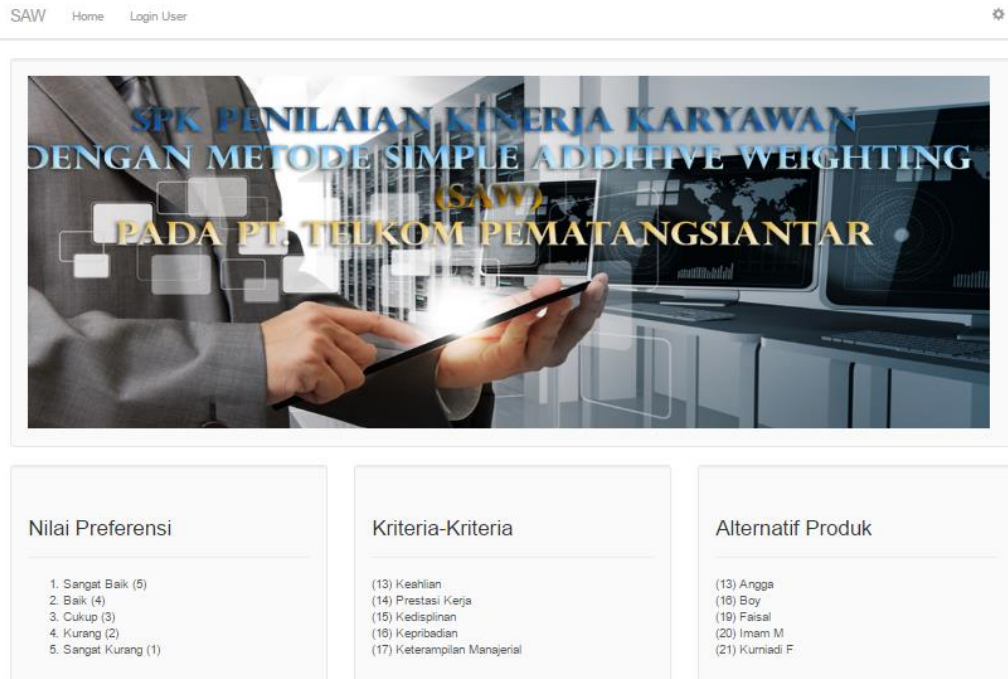 SAW Home Login User
SPK PENILAIAN KINERJA KARYAWAN
DENGAN METODE SIMPLE ADDITIVE WEIGHTING
(SAW)
PADA PT. TELKOM PEMATANGSIANTAR
Nilai Preferensi
1. Sangat Baik (5)
2. Baik (4)
3. Cukup (3)
4. Kurang (2)
5. Sangat Kurang (1)
Kriteria-Kriteria
(13) Keahlian
(14) Prestasi Kerja
(15) Kedisplinan
(16) Kepribadian
(17) Keterampilan Manajerial
Alternatif Produk
(13) Angga
(16) Boy
(19) Faisal
(20) Imam M
(21) Kurniadi F